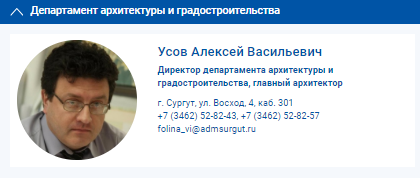 Департамент архитектуры и градостроительства
Усов Алексей Васильевич
Директор департамента архитектуры и
градостроительства, главный архитектор
г. Сургут, ул. Восход, 4, каб. 301
+7 (3462) 52-82-43, +7 (3462) 52-82-57
folina_vi@admsurgut.ru